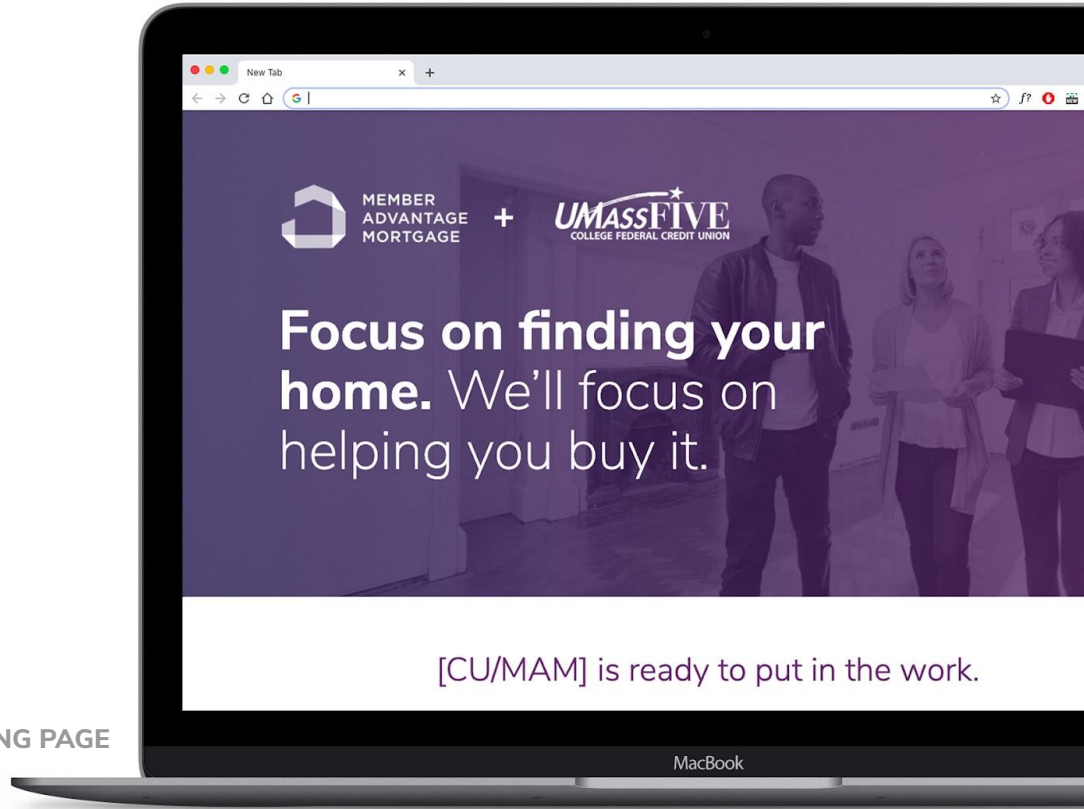 New Tab
MEMBER
ADVANTAGE
MORTGAGE
+
UMASSFIVE
COLLEGE FEDERAL CREDIT UNION
Focus on finding your
home. We'll focus on
helping you buy it.
[CU/MAM] is ready to put in the work.
NG PAGE
MacBook